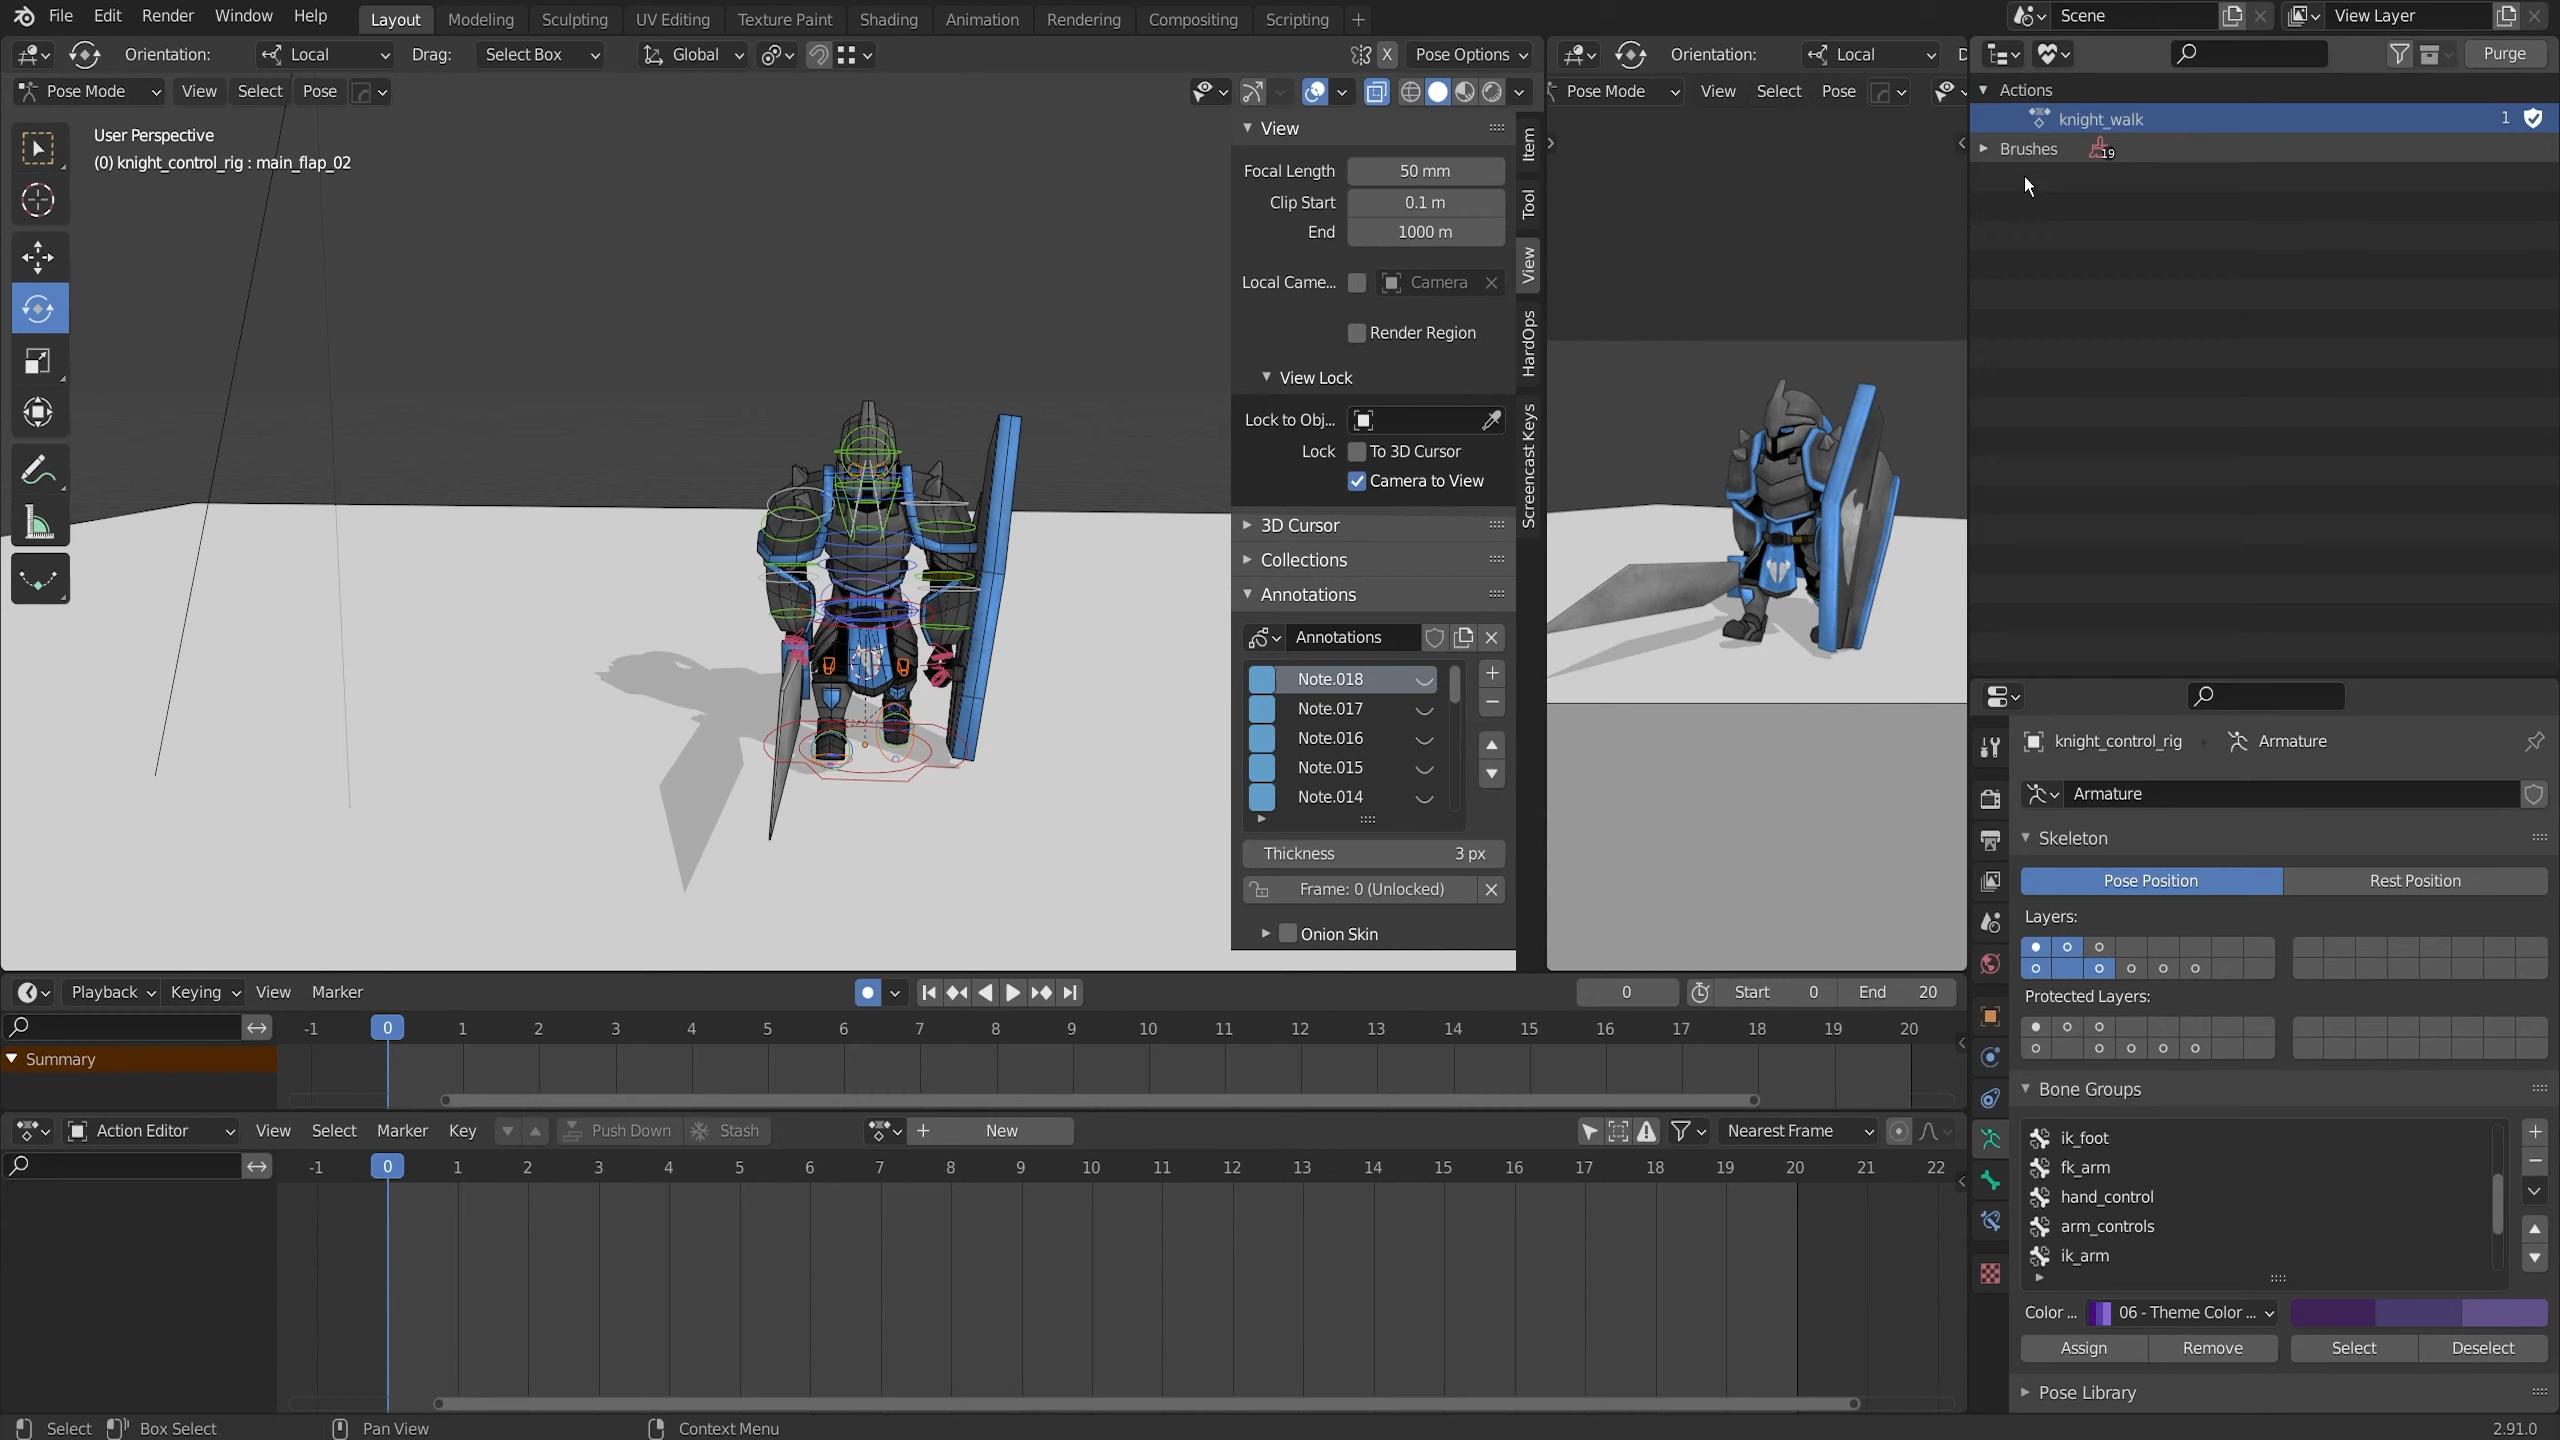 File Edit Render Window Help Layout Modeling Sculpting UV Editing Texture Paint Shading Animation Rendering Compositing Scripting + Scene View Layer
Orientation: Local Drag: Select Box Global X Pose Options Orientation: Local D Purge
Pose Mode View Select Pose Pose Mode View Select Pose
User Perspective
(0) knight_control_rig : main_flap_02
View
Focal Length 50 mm
Clip Start 0.1 m
End 1000 m
Local Came... Camera
Render Region
View Lock
Lock to Obj...
Lock To 3D Cursor
Camera to View
3D Cursor
Collections
Annotations
Annotations
Note.018
Note.017
Note.016
Note.015
Note.014
Thickness 3 px
Frame: 0 (Unlocked)
Onion Skin
Item
Tool
View
HardOps
Screencast Keys
Actions
knight_walk 1
Brushes 19
knight_control_rig Armature
Armature
Skeleton
Pose Position Rest Position
Layers:
Protected Layers:
Bone Groups
ik_foot
fk_arm
hand_control
arm_controls
ik_arm
Color ... 06 - Theme Color ...
Assign Remove Select Deselect
Pose Library
Playback Keying View Marker 0 Start 0 End 20
-1 0 1 2 3 4 5 6 7 8 9 10 11 12 13 14 15 16 17 18 19 20
Summary
Action Editor View Select Marker Key Push Down Stash + New Nearest Frame
-1 0 1 2 3 4 5 6 7 8 9 10 11 12 13 14 15 16 17 18 19 20 21 22
Select Box Select Pan View Context Menu 2.91.0